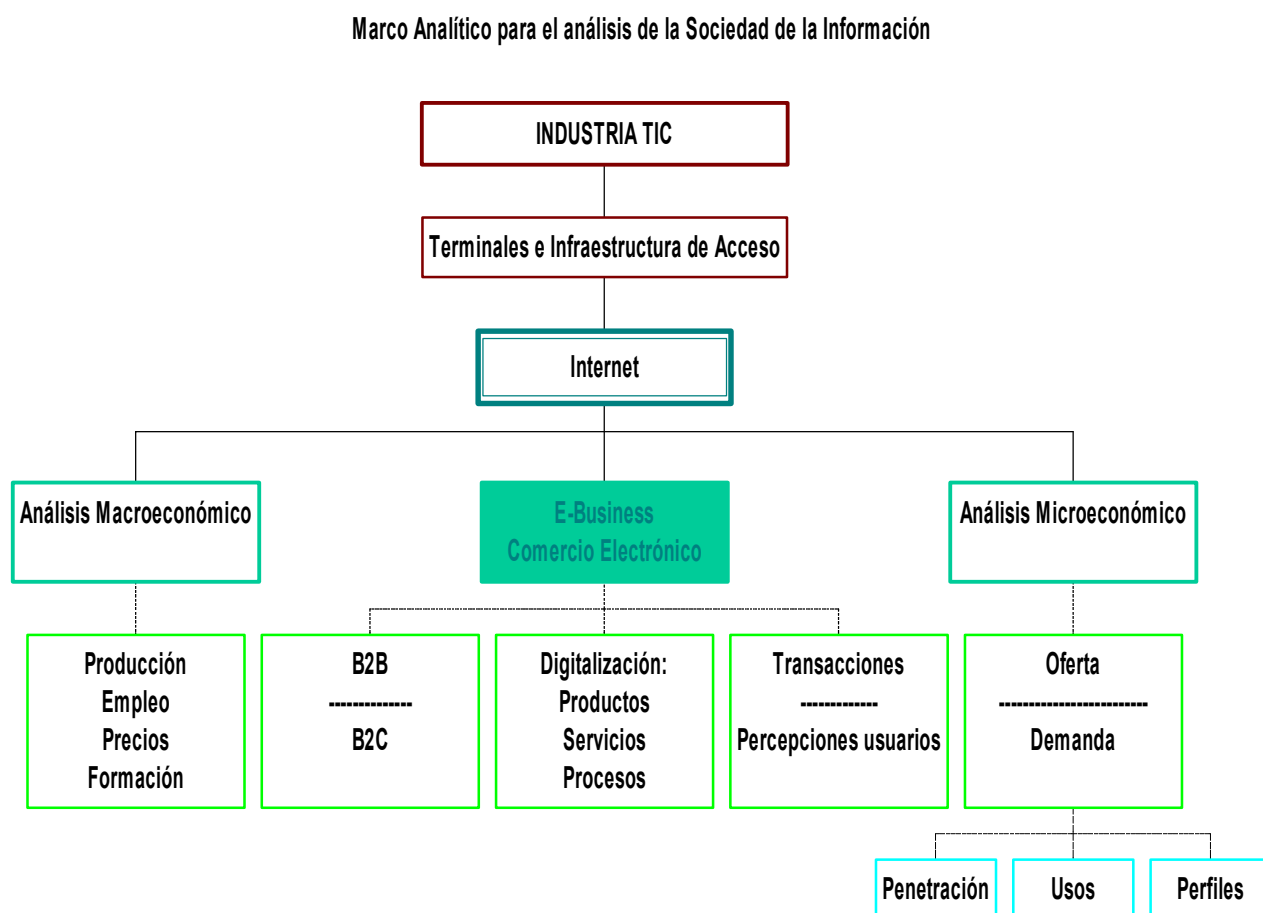 Marco Analítico para el análisis de la Sociedad de la Información
INDUSTRIA TIC
Terminales e Infraestructura de Acceso
Internet
Análisis Macroeconómico
E-Business
Comercio Electrónico
Análisis Microeconómico
Producción
Empleo
Precios
Formación
B2B
--------------
B2C
Digitalización:
Productos
Servicios
Procesos
Transacciones
-------------
Percepciones usuarios
Oferta
-------------------------
Demanda
Penetración
Usos
Perfiles